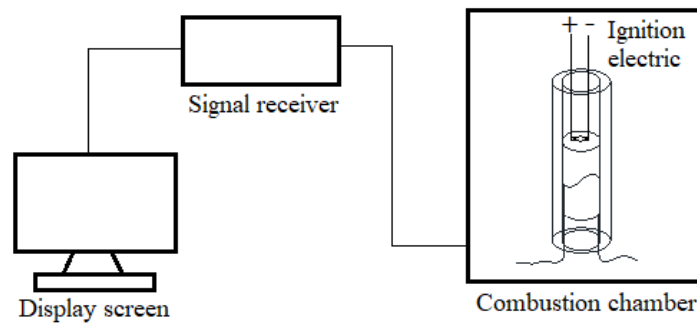 + -
Ignition
electric
Signal receiver
Display screen
Combustion chamber